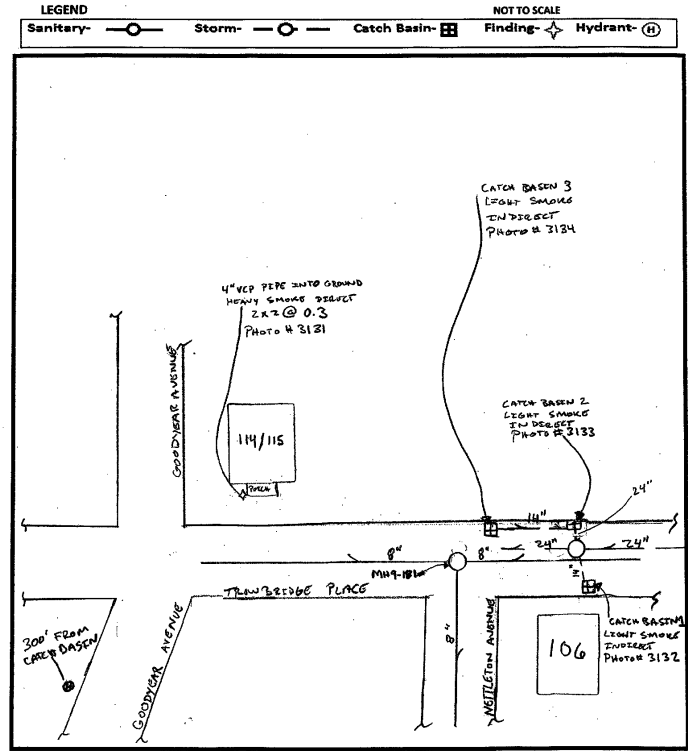 LEGEND
NOT TO SCALE
Sanitary-
Storm-
Catch Basin-
Finding-
Hydrant- H
CATCH BASIN 3
LIGHT SMOKE
INDIRECT
PHOTO # 3134
4" VCP PIPE INTO GROUND
HEAVY SMOKE DIRECT
2x2 @ 0.3
PHOTO # 3131
CATCH BASIN 2
LIGHT SMOKE
INDIRECT
PHOTO # 3133
GOODYEAR AVENUE
114/115
PORCH
24"
14"
8"
8"
24"
24"
MH9-181
14"
TROWBRIDGE PLACE
300' FROM
CATCH BASIN
GOODYEAR AVENUE
8"
NETTLETON AVENUE
106
CATCH BASIN 1
LIGHT SMOKE
INDIRECT
PHOTO # 3132